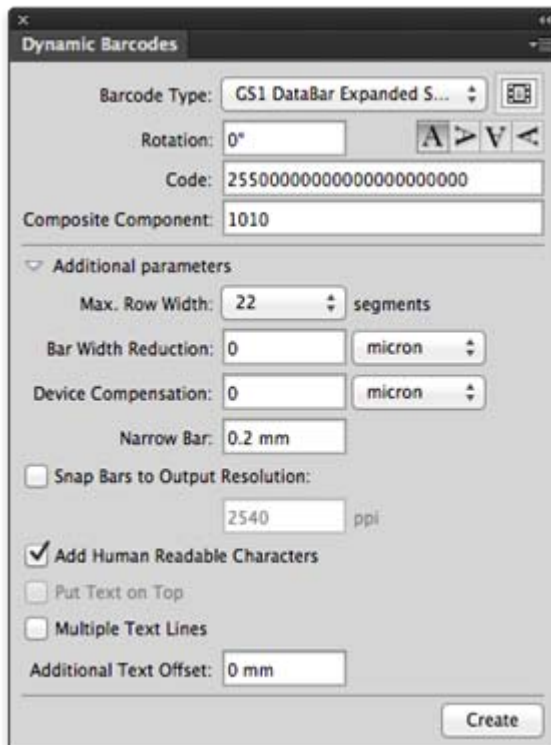 Dynamic Barcodes
Barcode Type: GS1 DataBar Expanded S...
Rotation: 0° A A A A
Code: 25500000000000000000000000
Composite Component: 1010
Additional parameters
Max. Row Width: 22 segments
Bar Width Reduction: 0 micron
Device Compensation: 0 micron
Narrow Bar: 0.2 mm
Snap Bars to Output Resolution:
2540 ppi
Add Human Readable Characters
Put Text on Top
Multiple Text Lines
Additional Text Offset: 0 mm
Create